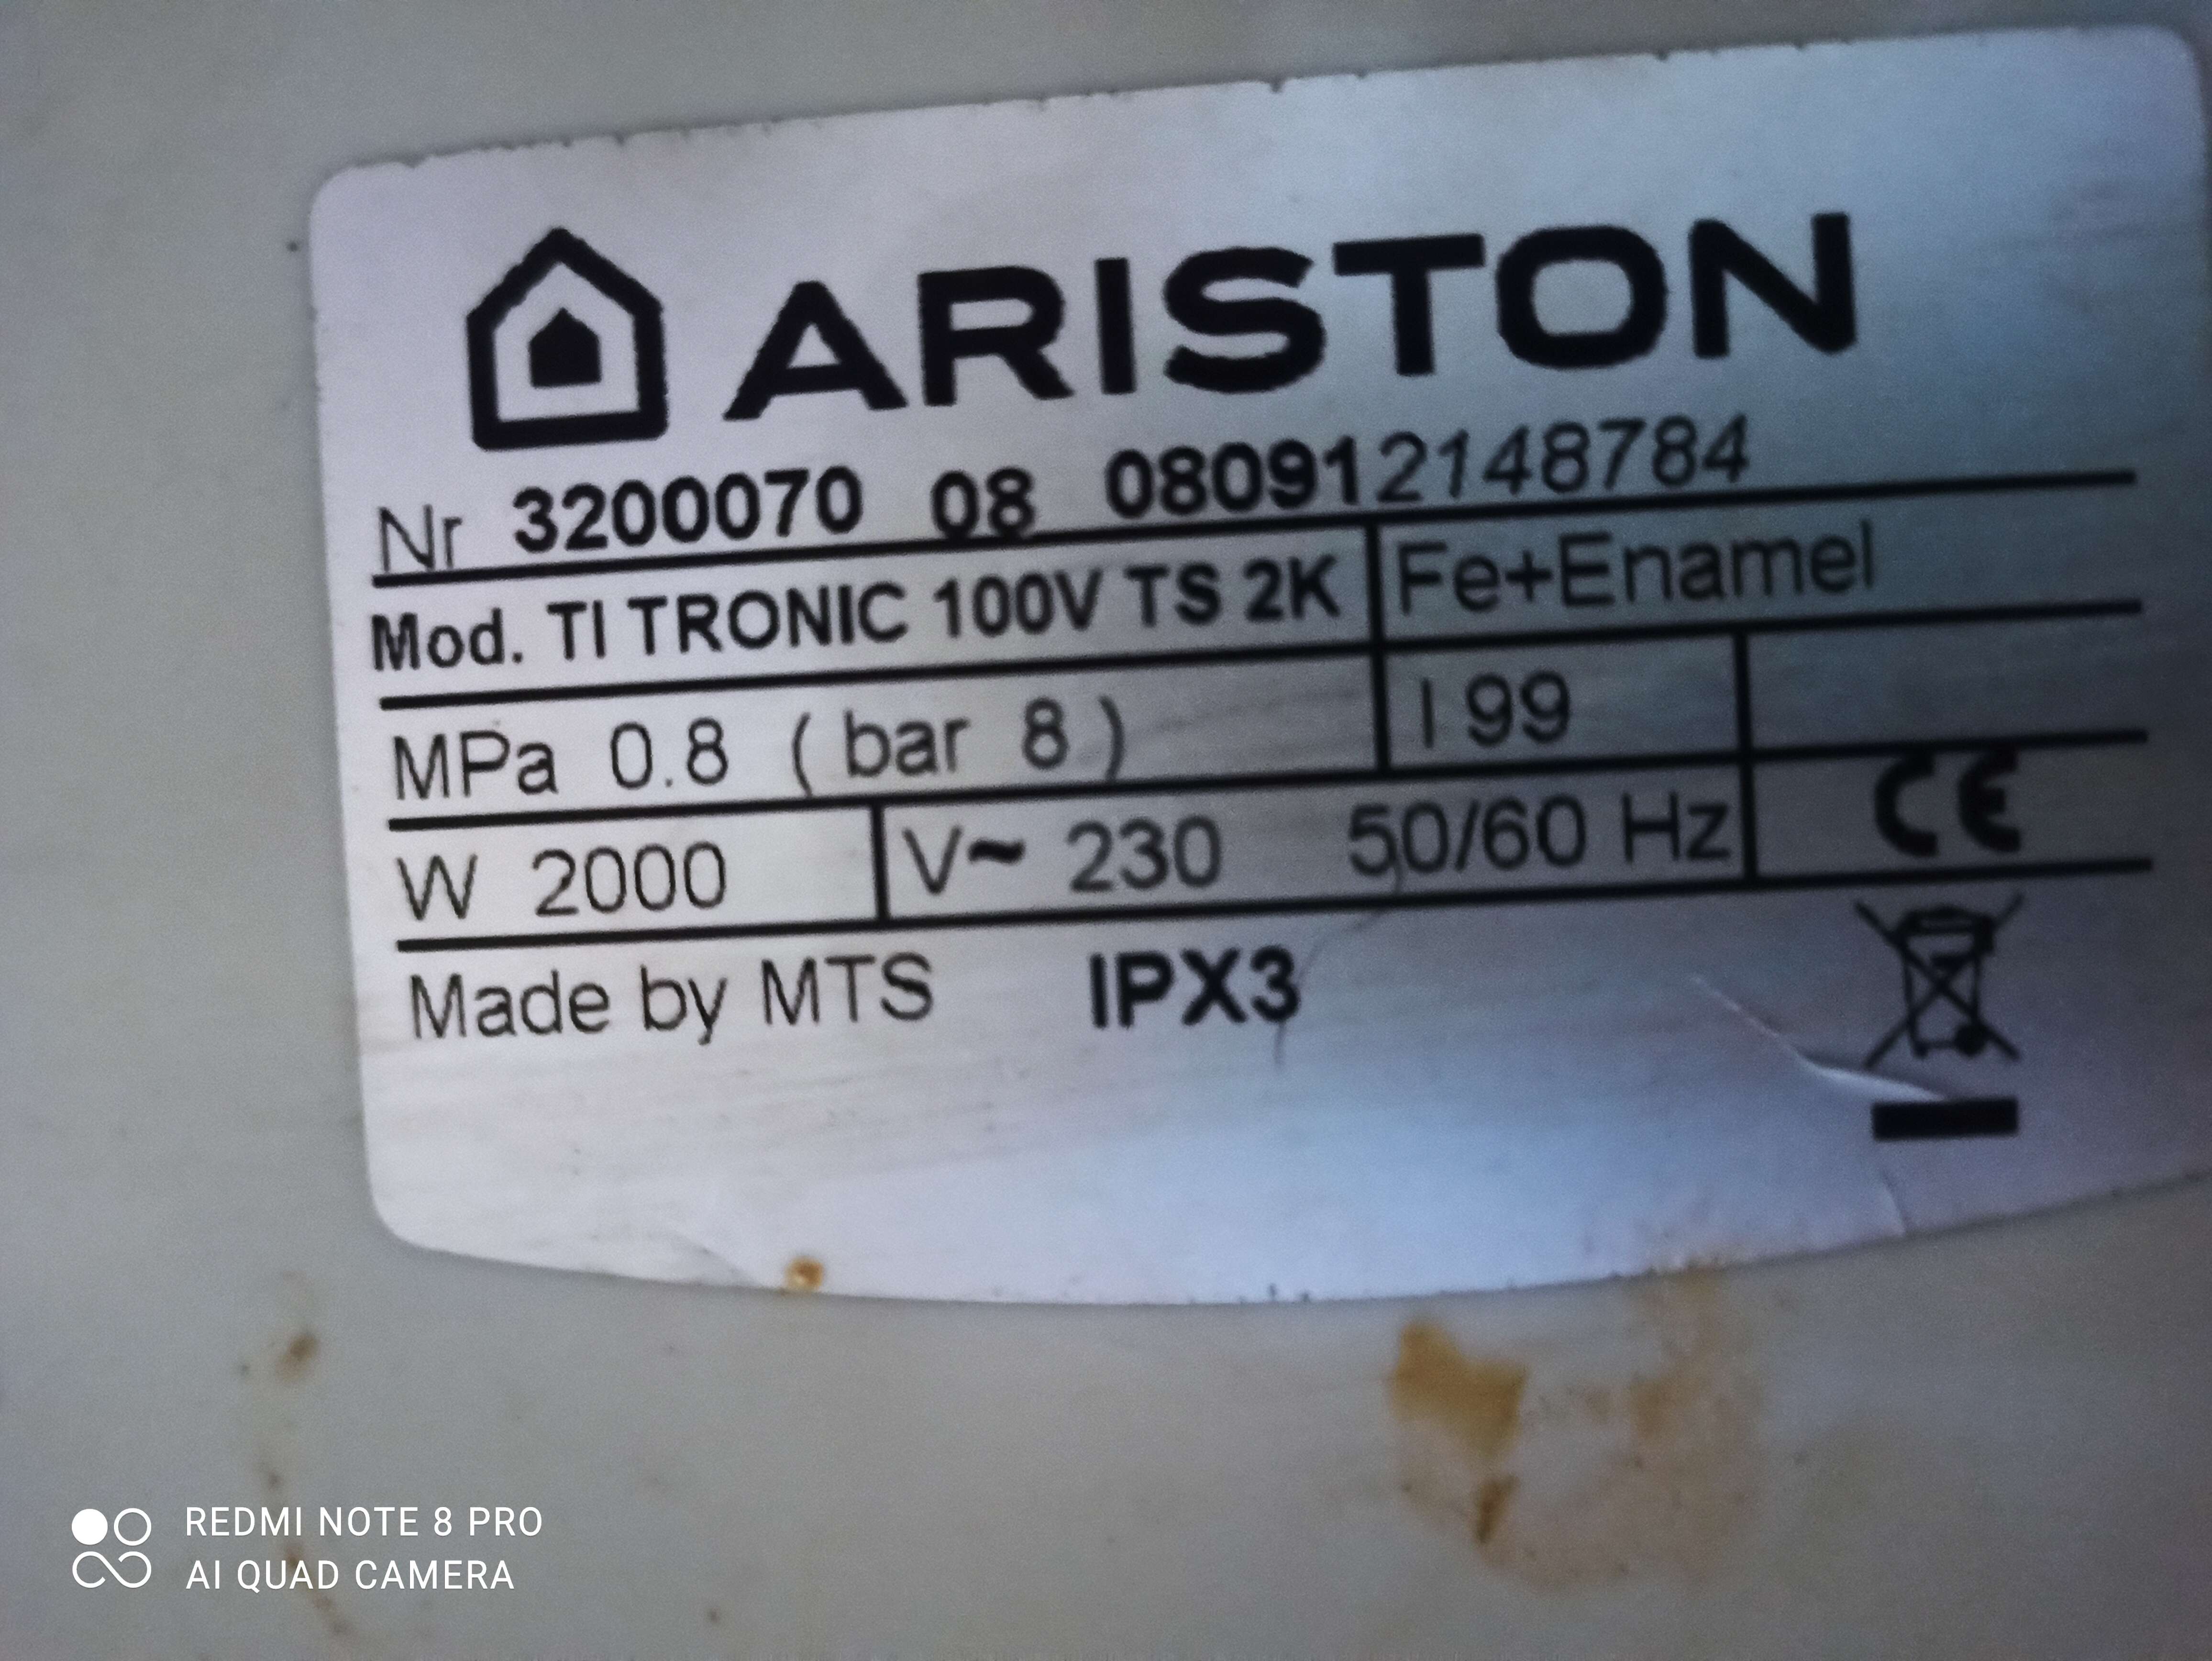 ARISTON
Nr 3200070 08 080912148784
Mod. TI TRONIC 100V TS 2K Fe+Enamel
MPa 0.8 ( bar 8 ) l 99
W 2000 V~ 230 50/60 Hz CE
Made by MTS IPX3
REDMI NOTE 8 PRO
AI QUAD CAMERA